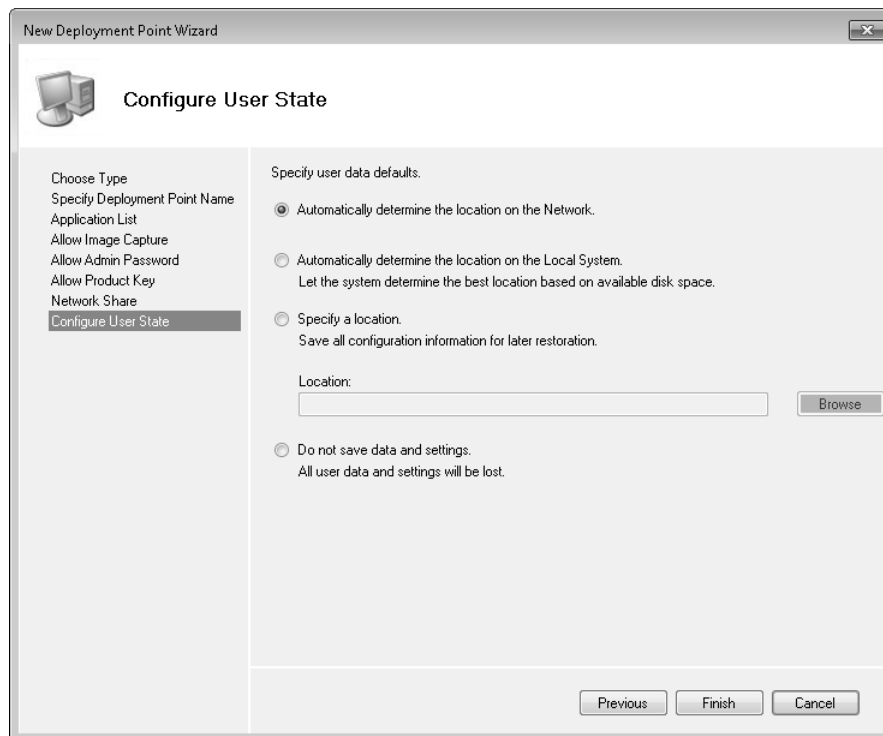 New Deployment Point Wizard
Configure User State
Choose Type
Specify Deployment Point Name
Application List
Allow Image Capture
Allow Admin Password
Allow Product Key
Network Share
Configure User State
Specify user data defaults.
Automatically determine the location on the Network.
Automatically determine the location on the Local System.
Let the system determine the best location based on available disk space.
Specify a location.
Save all configuration information for later restoration.
Location:
Browse
Do not save data and settings.
All user data and settings will be lost.
Previous
Finish
Cancel